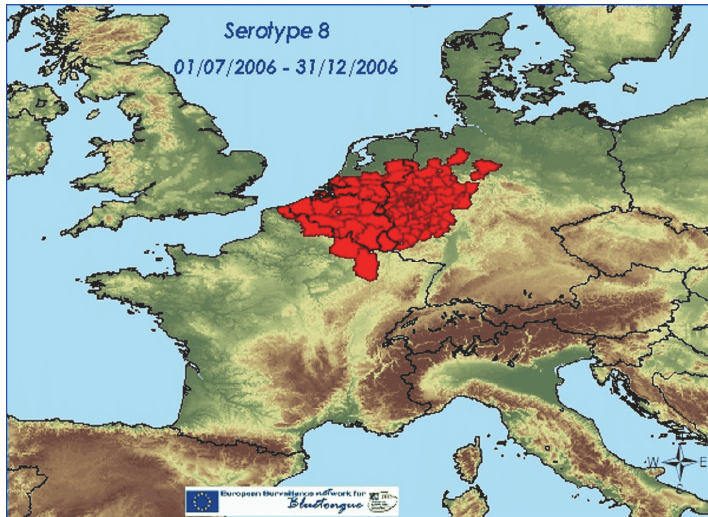 Serotype 8
01/07/2006 - 31/12/2006
W E
European Surveillance network for
Bluetongue